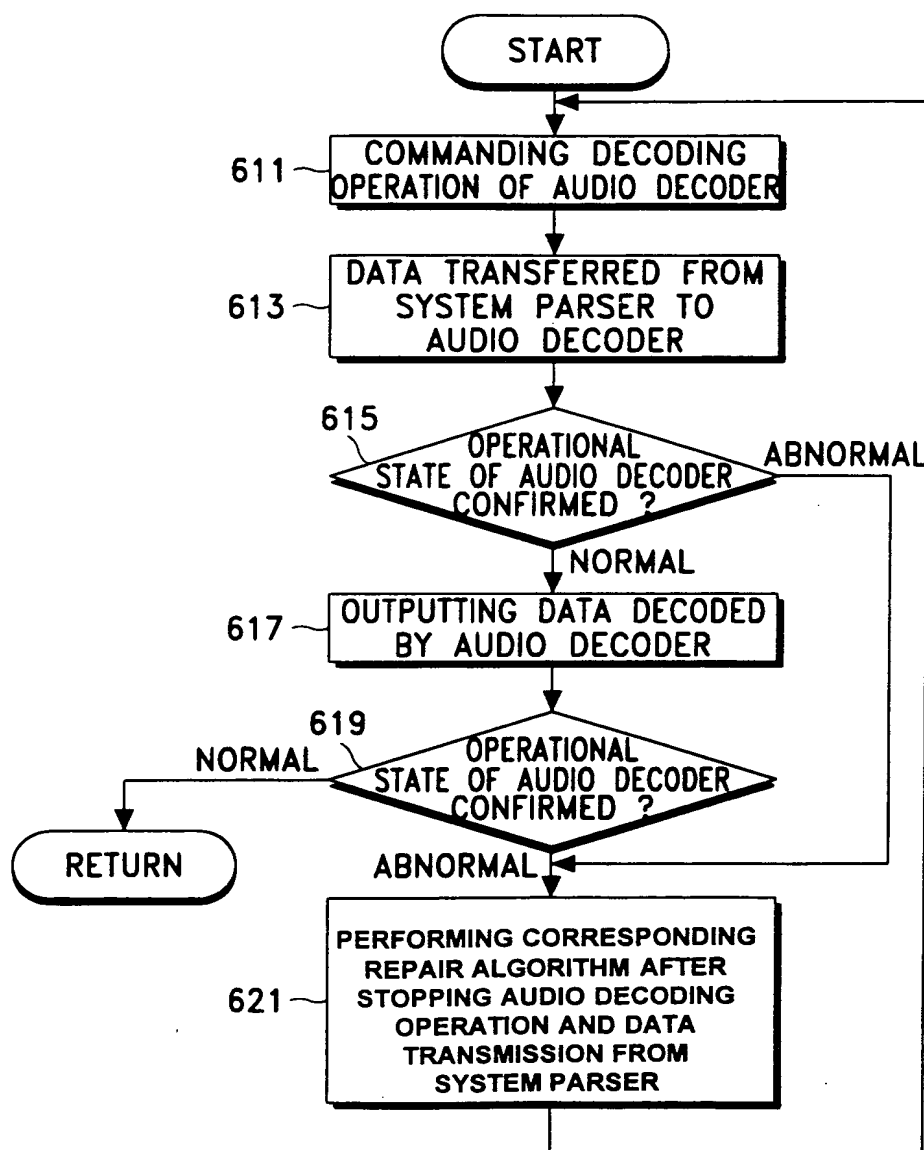 START
611
COMMANDING DECODING
OPERATION OF AUDIO DECODER
613
DATA TRANSFERRED FROM
SYSTEM PARSER TO
AUDIO DECODER
615
OPERATIONAL
STATE OF AUDIO DECODER
CONFIRMED ?
ABNORMAL
NORMAL
617
OUTPUTTING DATA DECODED
BY AUDIO DECODER
619
OPERATIONAL
STATE OF AUDIO DECODER
CONFIRMED ?
NORMAL
RETURN
ABNORMAL
621
PERFORMING CORRESPONDING
REPAIR ALGORITHM AFTER
STOPPING AUDIO DECODING
OPERATION AND DATA
TRANSMISSION FROM
SYSTEM PARSER